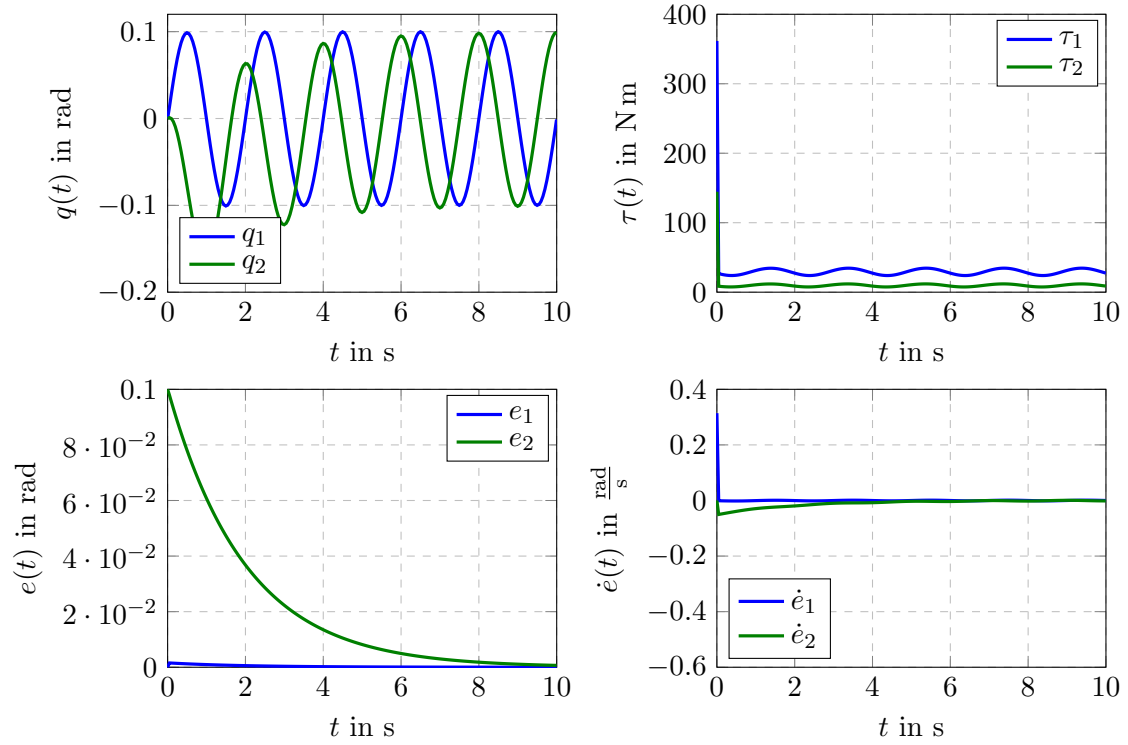 0.1
0
−0.1
−0.2
q(t) in rad
q₁
q₂
0 2 4 6 8 10
t in s
400
300
200
100
0
τ(t) in N m
τ₁
τ₂
0 2 4 6 8 10
t in s
0.1
8 · 10⁻²
6 · 10⁻²
4 · 10⁻²
2 · 10⁻²
0
e(t) in rad
e₁
e₂
0 2 4 6 8 10
t in s
0.4
0.2
0
−0.2
−0.4
−0.6
ė(t) in rad/s
ė₁
ė₂
0 2 4 6 8 10
t in s